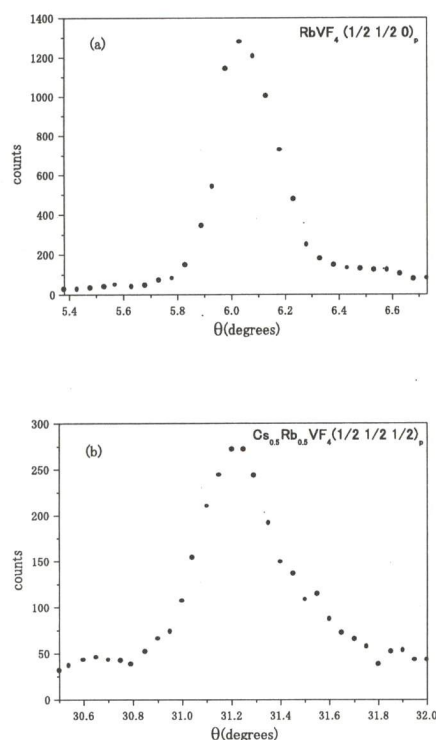 (a)
RbVF₄ (1/2 1/2 0)ₚ
1400
1200
1000
800
600
400
200
0
counts
5.4 5.6 5.8 6.0 6.2 6.4 6.6
θ(degrees)
(b)
Cs₀.₅Rb₀.₅VF₄(1/2 1/2 1/2)ₚ
300
250
200
150
100
50
0
counts
30.6 30.8 31.0 31.2 31.4 31.6 31.8 32.0
θ(degrees)